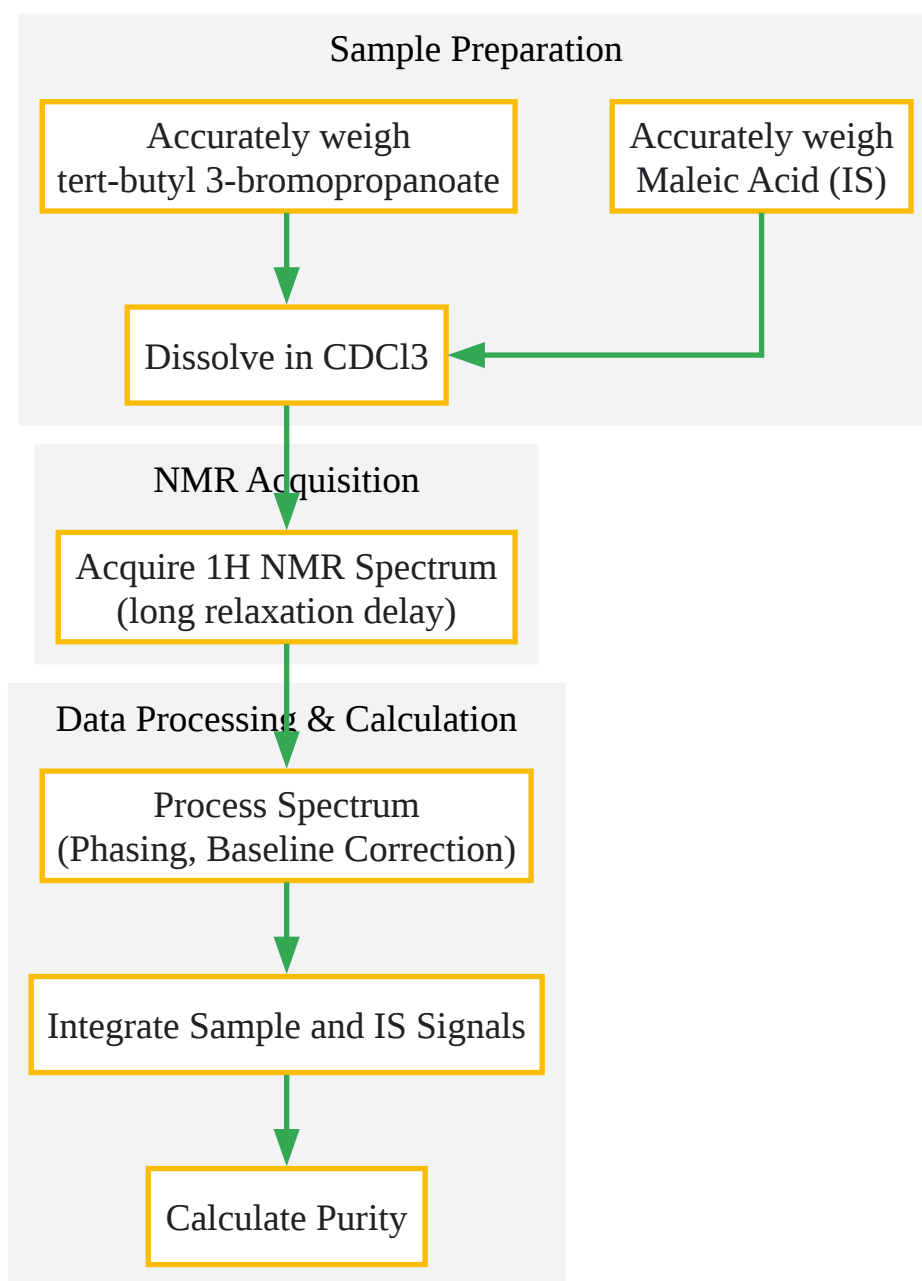 Sample Preparation
Accurately weigh
tert-butyl 3-bromopropanoate
Accurately weigh
Maleic Acid (IS)
Dissolve in CDCl3
NMR Acquisition
Acquire 1H NMR Spectrum
(long relaxation delay)
Data Processing & Calculation
Process Spectrum
(Phasing, Baseline Correction)
Integrate Sample and IS Signals
Calculate Purity